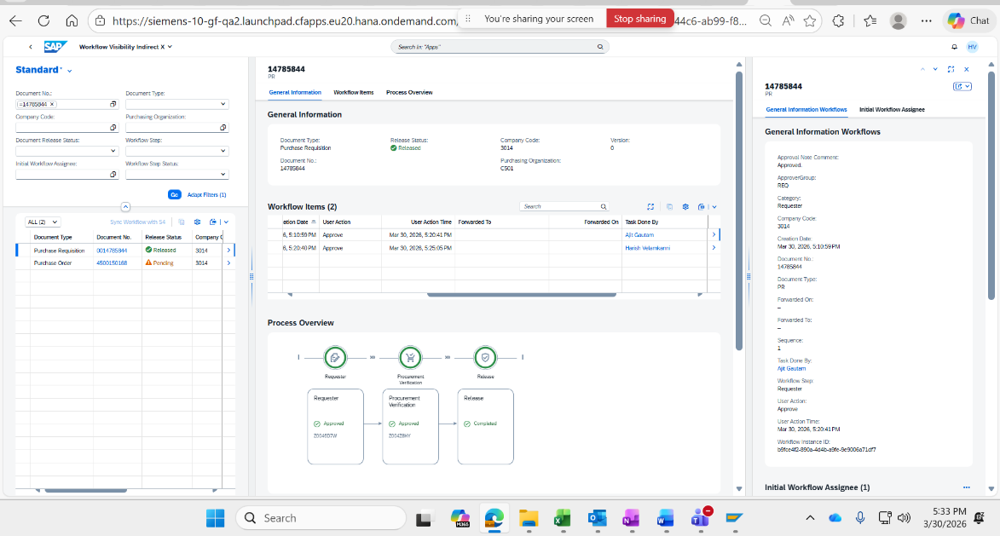 https://siemens-10-gf-qa2.launchpad.cfapps.eu20.hana.ondemand.com,
You're sharing your screen
Stop sharing
44c6-ab99-f8...
Chat
SAP
Workflow Visibility Indirect X
Search In: "Apps"
HV
Standard*
Document No.:
Document Type:
=14785844
Company Code:
Purchasing Organization:
Document Release Status:
Workflow Step:
Initial Workflow Assignee:
Workflow Step Status:
Go
Adapt Filters (1)
ALL (2)
Sync Workflow with S4
Document Type
Document No.
Release Status
Company C
Purchase Requisition
0014785844
Released
3014
Purchase Order
4500150168
Pending
3014
14785844
PR
General Information
Workflow Items
Process Overview
General Information
Document Type:
Release Status:
Company Code:
Version:
Purchase Requisition
Released
3014
0
Document No.:
Purchasing Organization:
14785844
C501
Workflow Items (2)
Search
ation Date
User Action
User Action Time
Forwarded To
Forwarded On
Task Done By
6, 5:10:59 PM
Approve
Mar 30, 2026, 5:20:41 PM
Ajit Gautam
6, 5:20:40 PM
Approve
Mar 30, 2026, 5:25:05 PM
Harish Velamkanni
Process Overview
Requester
Procurement
Verification
Release
Requester
Approved
Z0046D7W
Procurement
Verification
Approved
Z004Z8HY
Release
Completed
14785844
PR
General Information Workflows
Initial Workflow Assignee
General Information Workflows
Approval Note Comment:
Approved.
ApproverGroup:
REQ
Category:
Requester
Company Code:
3014
Creation Date:
Mar 30, 2026, 5:10:59 PM
Document No.:
14785844
Document Type:
PR
Forwarded On:
–
Forwarded To:
–
Sequence:
1
Task Done By:
Ajit Gautam
Workflow Step:
Requester
User Action:
Approve
User Action Time:
Mar 30, 2026, 5:20:41 PM
Workflow Instance ID:
b9fce4f2-890a-4d4b-a9fe-9e9006a71df7
Initial Workflow Assignee (1)
Search
M365
5:33 PM
3/30/2026